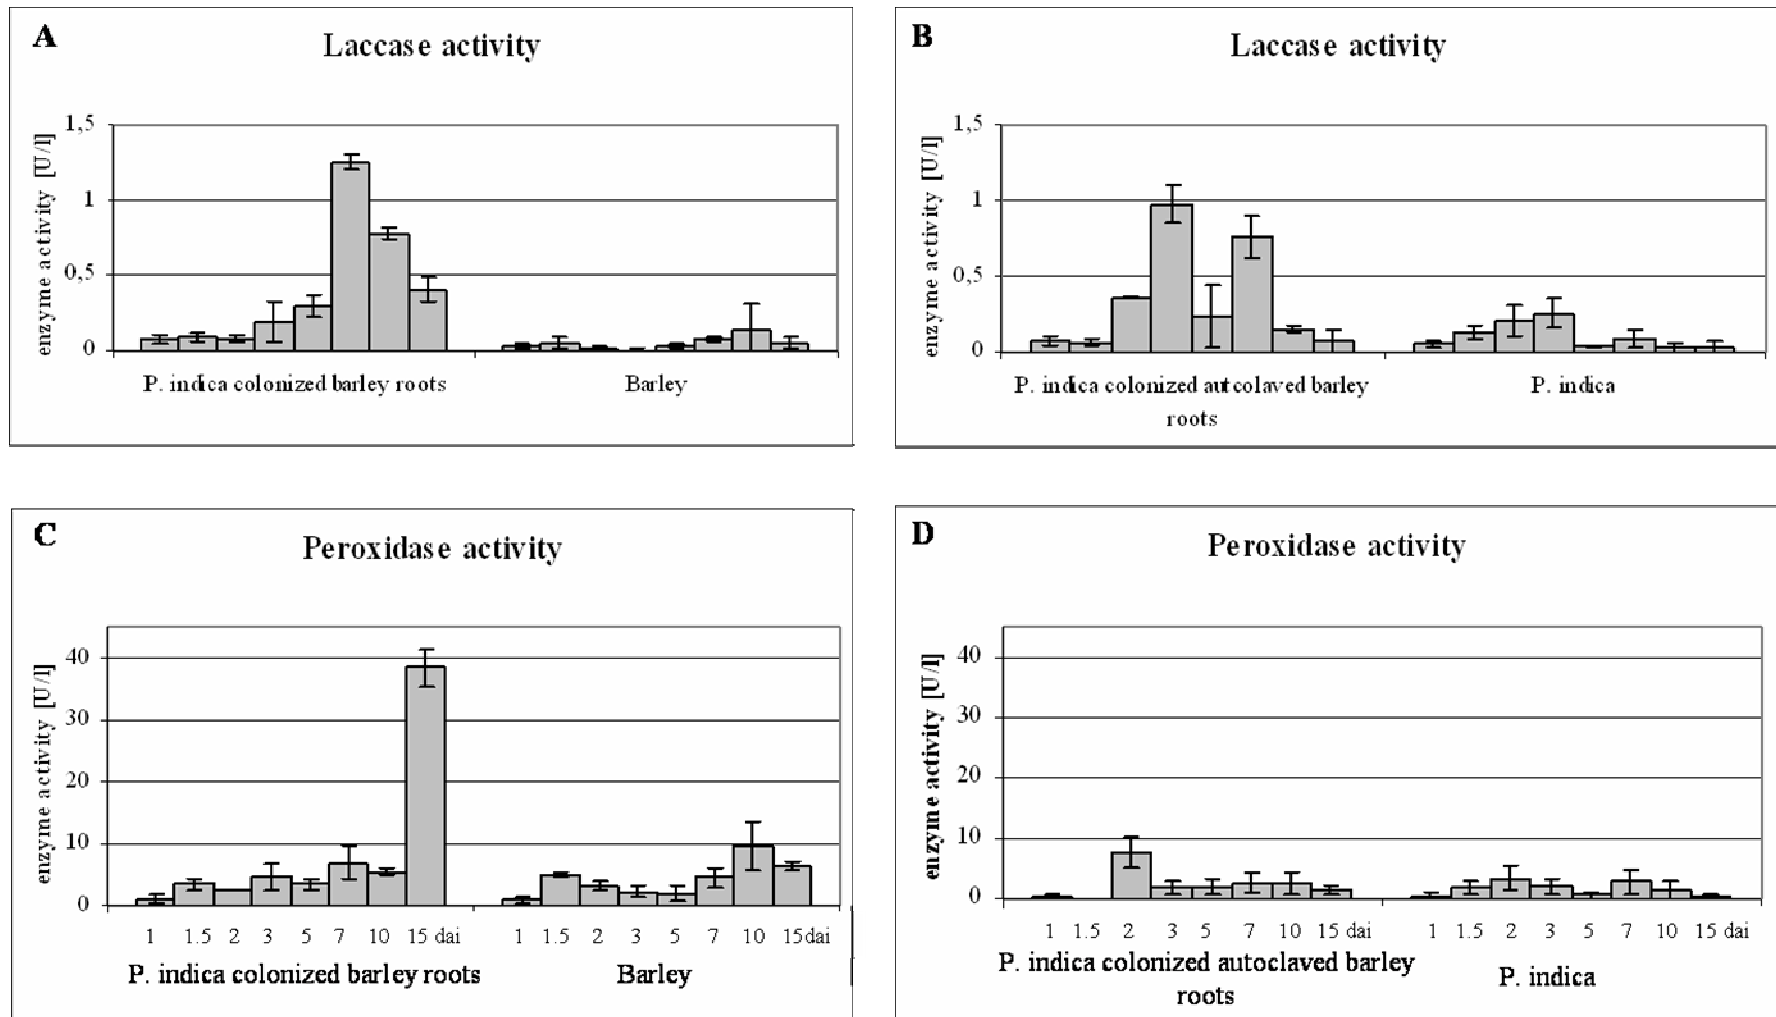 A
Laccase activity
enzyme activity [U/l]
1,5
1
0,5
0
P. indica colonized barley roots
Barley
B
Laccase activity
enzyme activity [U/l]
1,5
1
0,5
0
P. indica colonized autcolaved barley
roots
P. indica
C
Peroxidase activity
enzyme activity [U/l]
40
30
20
10
0
1 1.5 2 3 5 7 10 15 dai 1 1.5 2 3 5 7 10 15dai
P. indica colonized barley roots
Barley
D
Peroxidase activity
enzyme activity [U/l]
40
30
20
10
0
1 1.5 2 3 5 7 10 15 dai 1 1.5 2 3 5 7 10 15 dai
P. indica colonized autoclaved barley
roots
P. indica